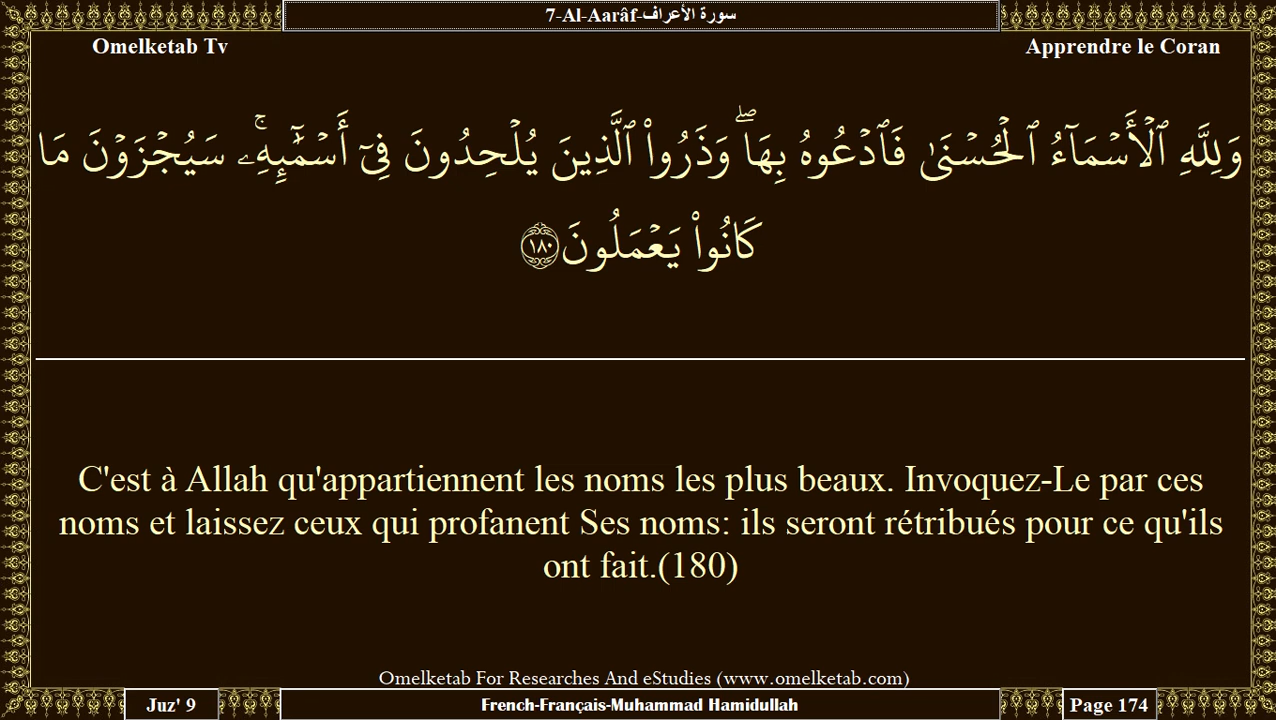 7-Al-Aarâf-سورة الأعراف
Omelketab Tv
Apprendre le Coran
وَلِلَّهِ ٱلۡأَسۡمَآءُ ٱلۡحُسۡنَىٰ فَٱدۡعُوهُ بِهَاۖ وَذَرُواْ ٱلَّذِينَ يُلۡحِدُونَ فِيٓ أَسۡمَٰٓئِهِۦۚ سَيُجۡزَوۡنَ مَا
كَانُواْ يَعۡمَلُونَ ١٨٠
C'est à Allah qu'appartiennent les noms les plus beaux. Invoquez-Le par ces
noms et laissez ceux qui profanent Ses noms: ils seront rétribués pour ce qu'ils
ont fait.(180)
Omelketab For Researches And eStudies (www.omelketab.com)
Juz' 9
French-Français-Muhammad Hamidullah
Page 174